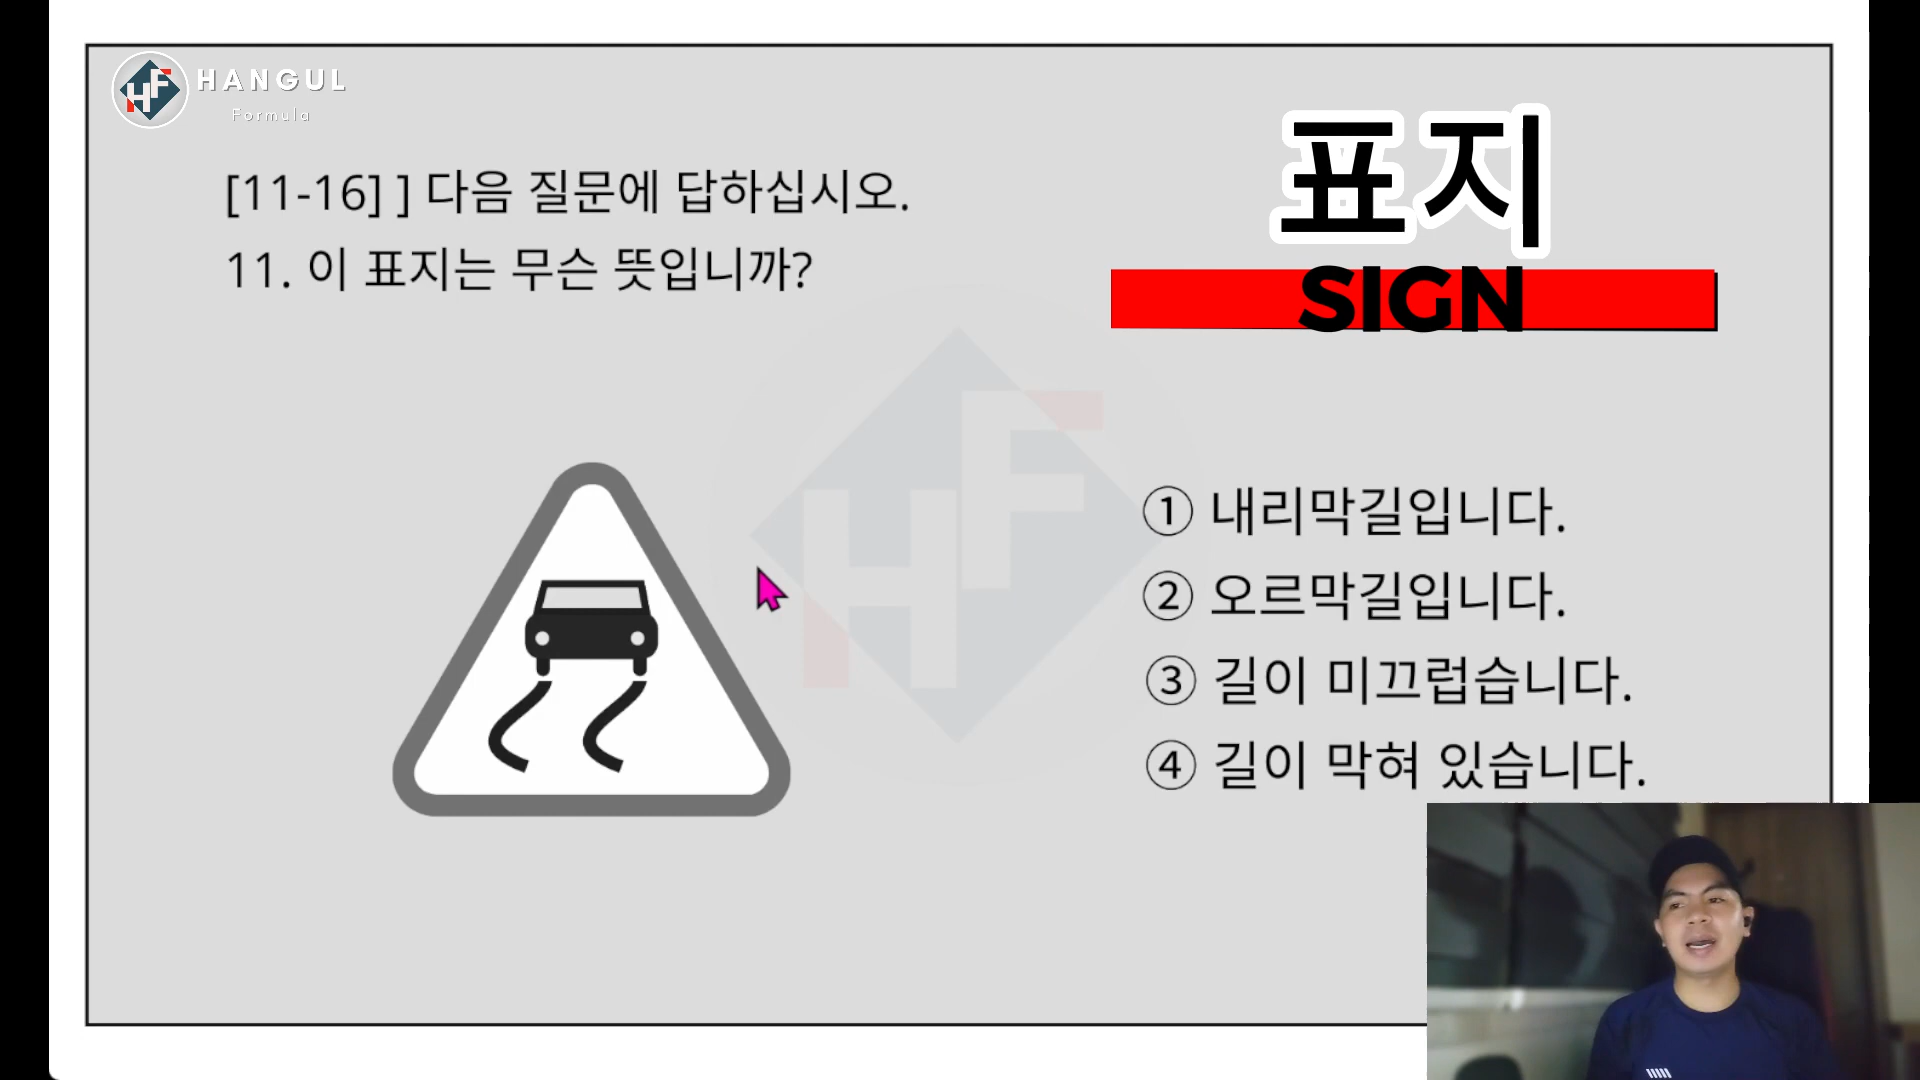 HF HANGUL
Formula
표지
SIGN
[11-16] ] 다음 질문에 답하십시오.
11. 이 표지는 무슨 뜻입니까?
HF
① 내리막길입니다.
② 오르막길입니다.
③ 길이 미끄럽습니다.
④ 길이 막혀 있습니다.